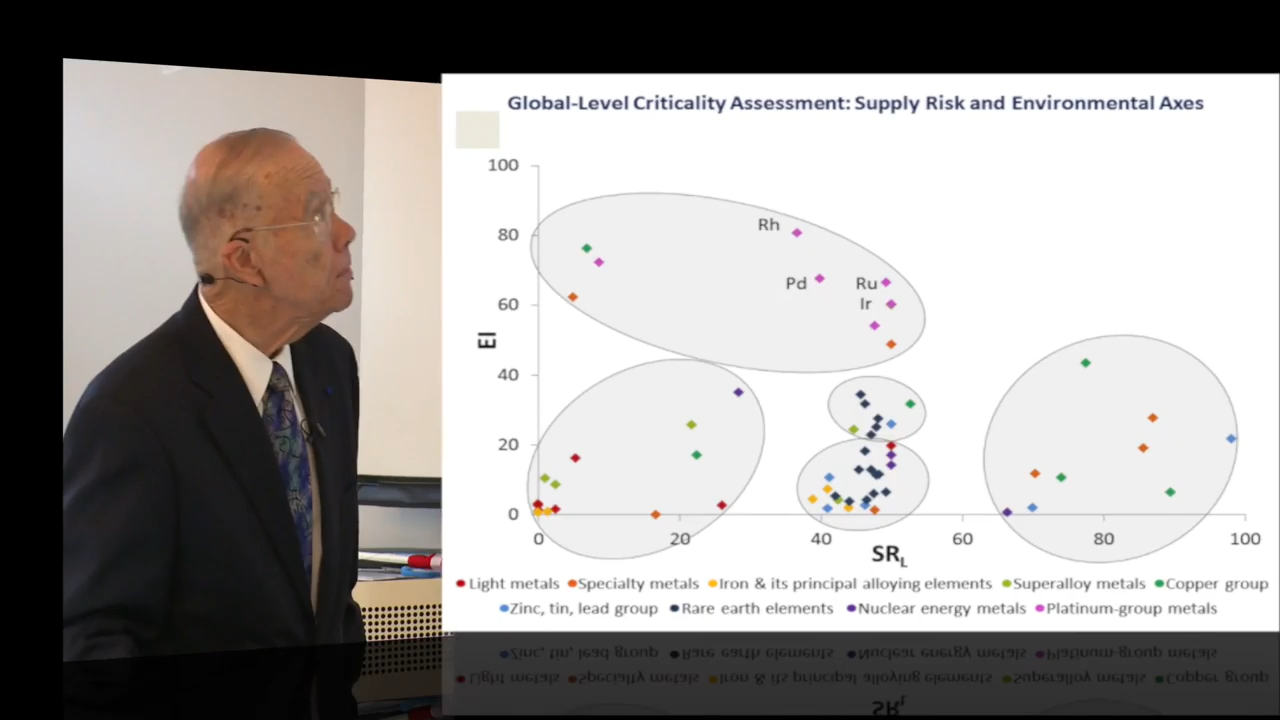 Global-Level Criticality Assessment: Supply Risk and Environmental Axes
100
80
60
40
20
0
EI
Rh
Pd
Ru
Ir
0 20 40 60 80 100
SRL
Light metals Specialty metals Iron & its principal alloying elements Superalloy metals Copper group
Zinc, tin, lead group Rare earth elements Nuclear energy metals Platinum-group metals